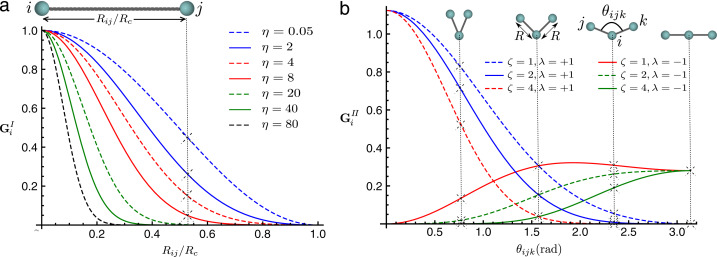 a
i
j
R_ij/R_c
η = 0.05
η = 2
η = 4
η = 8
η = 20
η = 40
η = 80
G_i^I
1.0
0.8
0.6
0.4
0.2
0.0 0.2 0.4 0.6 0.8 1.0
R_ij/R_c
b
R R
θ_ijk
j k
i
ζ = 1, λ = +1
ζ = 2, λ = +1
ζ = 4, λ = +1
ζ = 1, λ = −1
ζ = 2, λ = −1
ζ = 4, λ = −1
G_i^II
1.0
0.8
0.6
0.4
0.2
0.5 1.0 1.5 2.0 2.5 3.0
θ_ijk(rad)